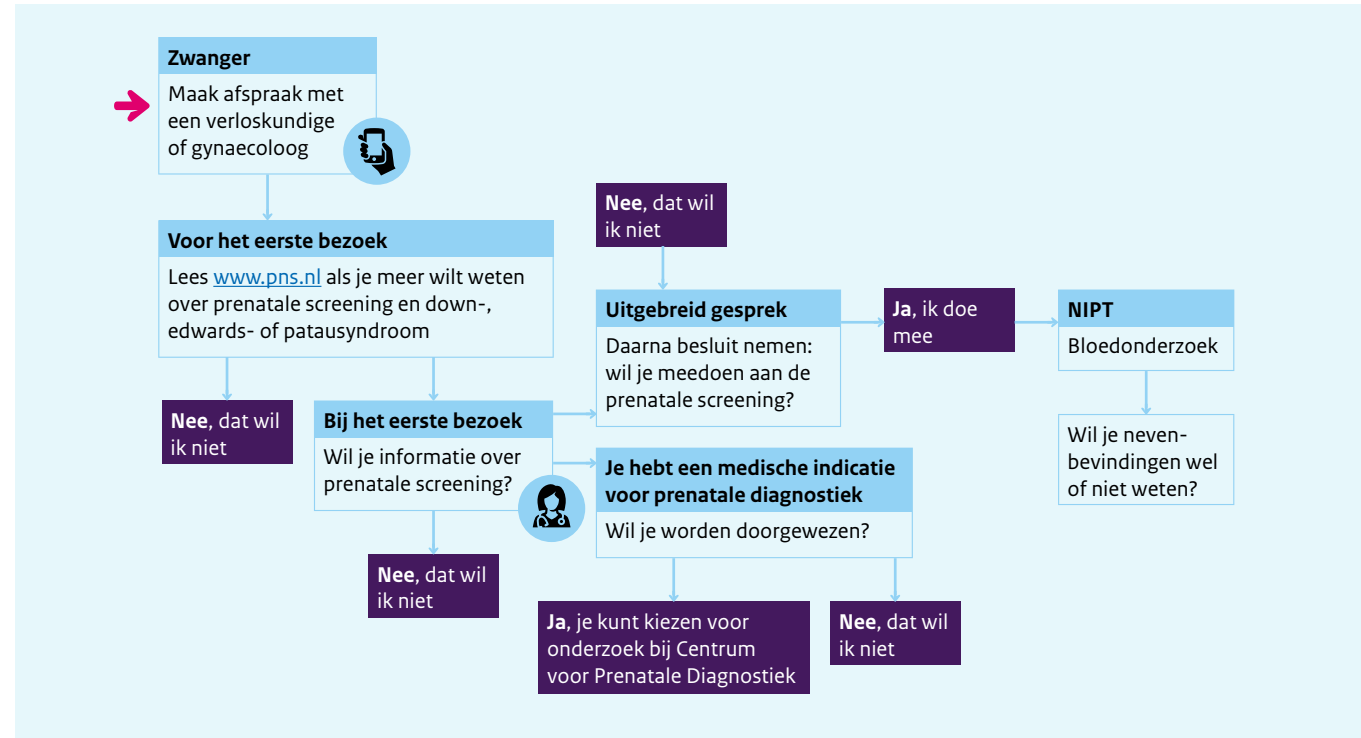 Zwanger
Maak afspraak met
een verloskundige
of gynaecoloog
Voor het eerste bezoek
Lees www.pns.nl als je meer wilt weten
over prenatale screening en down-,
edwards- of patausyndroom
Nee, dat wil
ik niet
Bij het eerste bezoek
Wil je informatie over
prenatale screening?
Nee, dat wil
ik niet
Nee, dat wil
ik niet
Uitgebreid gesprek
Daarna besluit nemen:
wil je meedoen aan de
prenatale screening?
Ja, ik doe
mee
NIPT
Bloedonderzoek
Wil je neven-
bevindingen wel
of niet weten?
Je hebt een medische indicatie
voor prenatale diagnostiek
Wil je worden doorgewezen?
Ja, je kunt kiezen voor
onderzoek bij Centrum
voor Prenatale Diagnostiek
Nee, dat wil
ik niet